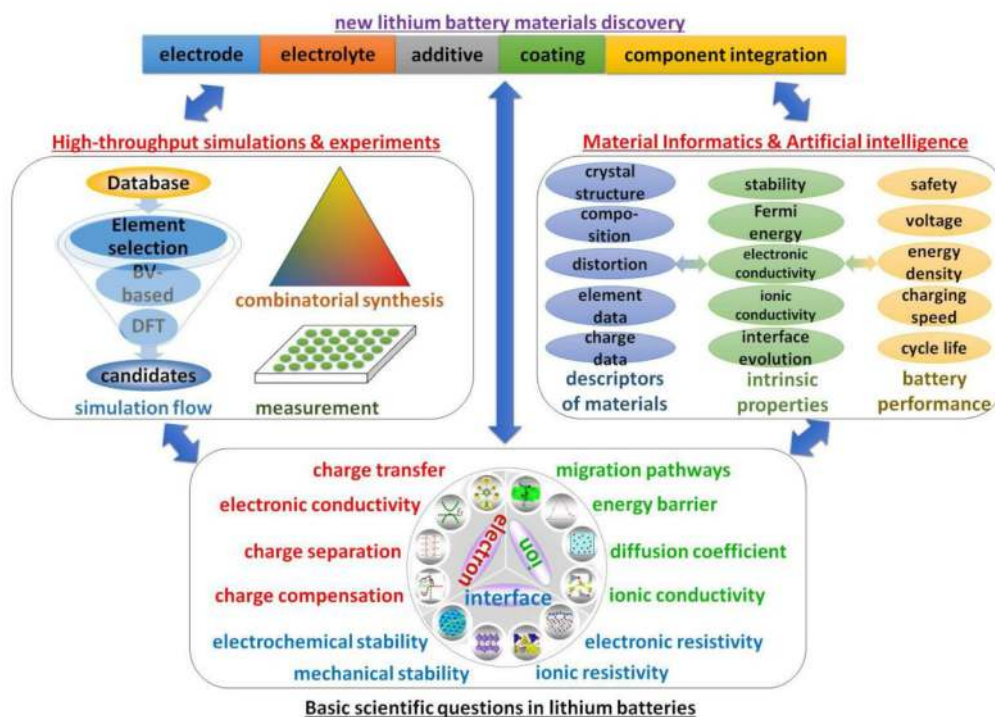 new lithium battery materials discovery
electrode electrolyte additive coating component integration
High-throughput simulations & experiments
Database
Element
selection
BV-
based
DFT
candidates
simulation flow
combinatorial synthesis
measurement
Material Informatics & Artificial intelligence
crystal
structure
compo-
sition
distortion
element
data
charge
data
descriptors
of materials
stability
Fermi
energy
electronic
conductivity
ionic
conductivity
interface
evolution
intrinsic
properties
safety
voltage
energy
density
charging
speed
cycle life
battery
performance
charge transfer
electronic conductivity
charge separation
charge compensation
electrochemical stability
mechanical stability
electron
ion
interface
migration pathways
energy barrier
diffusion coefficient
ionic conductivity
electronic resistivity
ionic resistivity
Basic scientific questions in lithium batteries